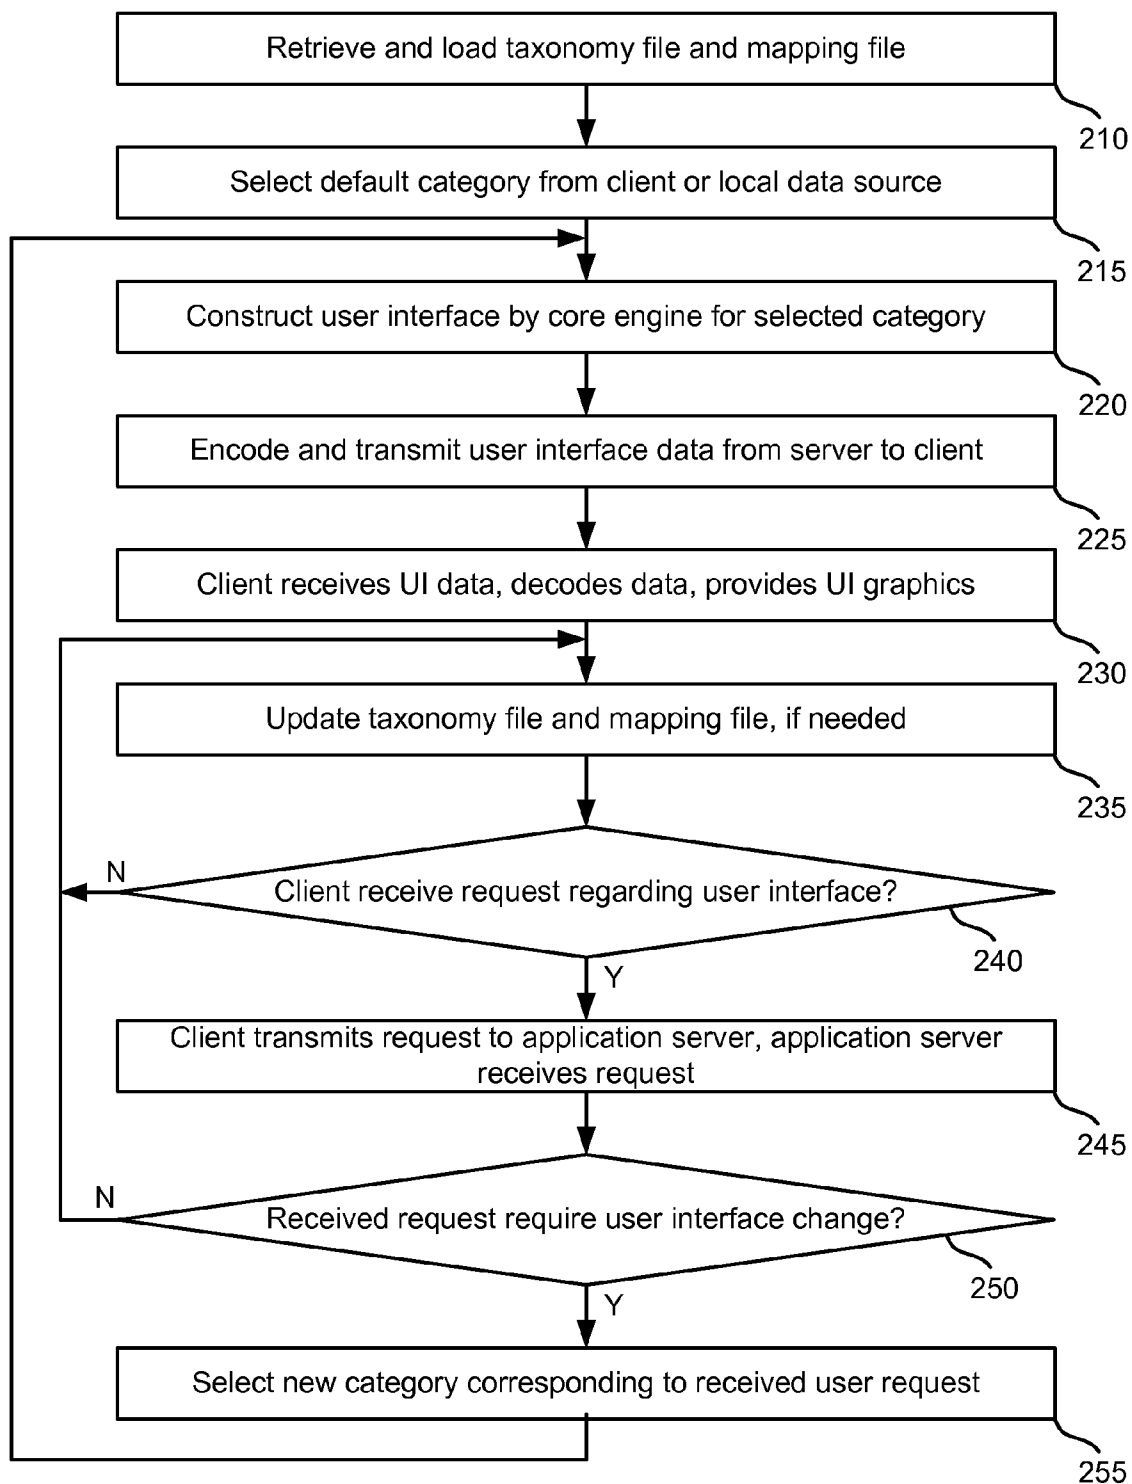 Retrieve and load taxonomy file and mapping file
210
Select default category from client or local data source
215
Construct user interface by core engine for selected category
220
Encode and transmit user interface data from server to client
225
Client receives UI data, decodes data, provides UI graphics
230
Update taxonomy file and mapping file, if needed
235
N
Client receive request regarding user interface?
240
Y
Client transmits request to application server, application server
receives request
245
N
Received request require user interface change?
250
Y
Select new category corresponding to received user request
255